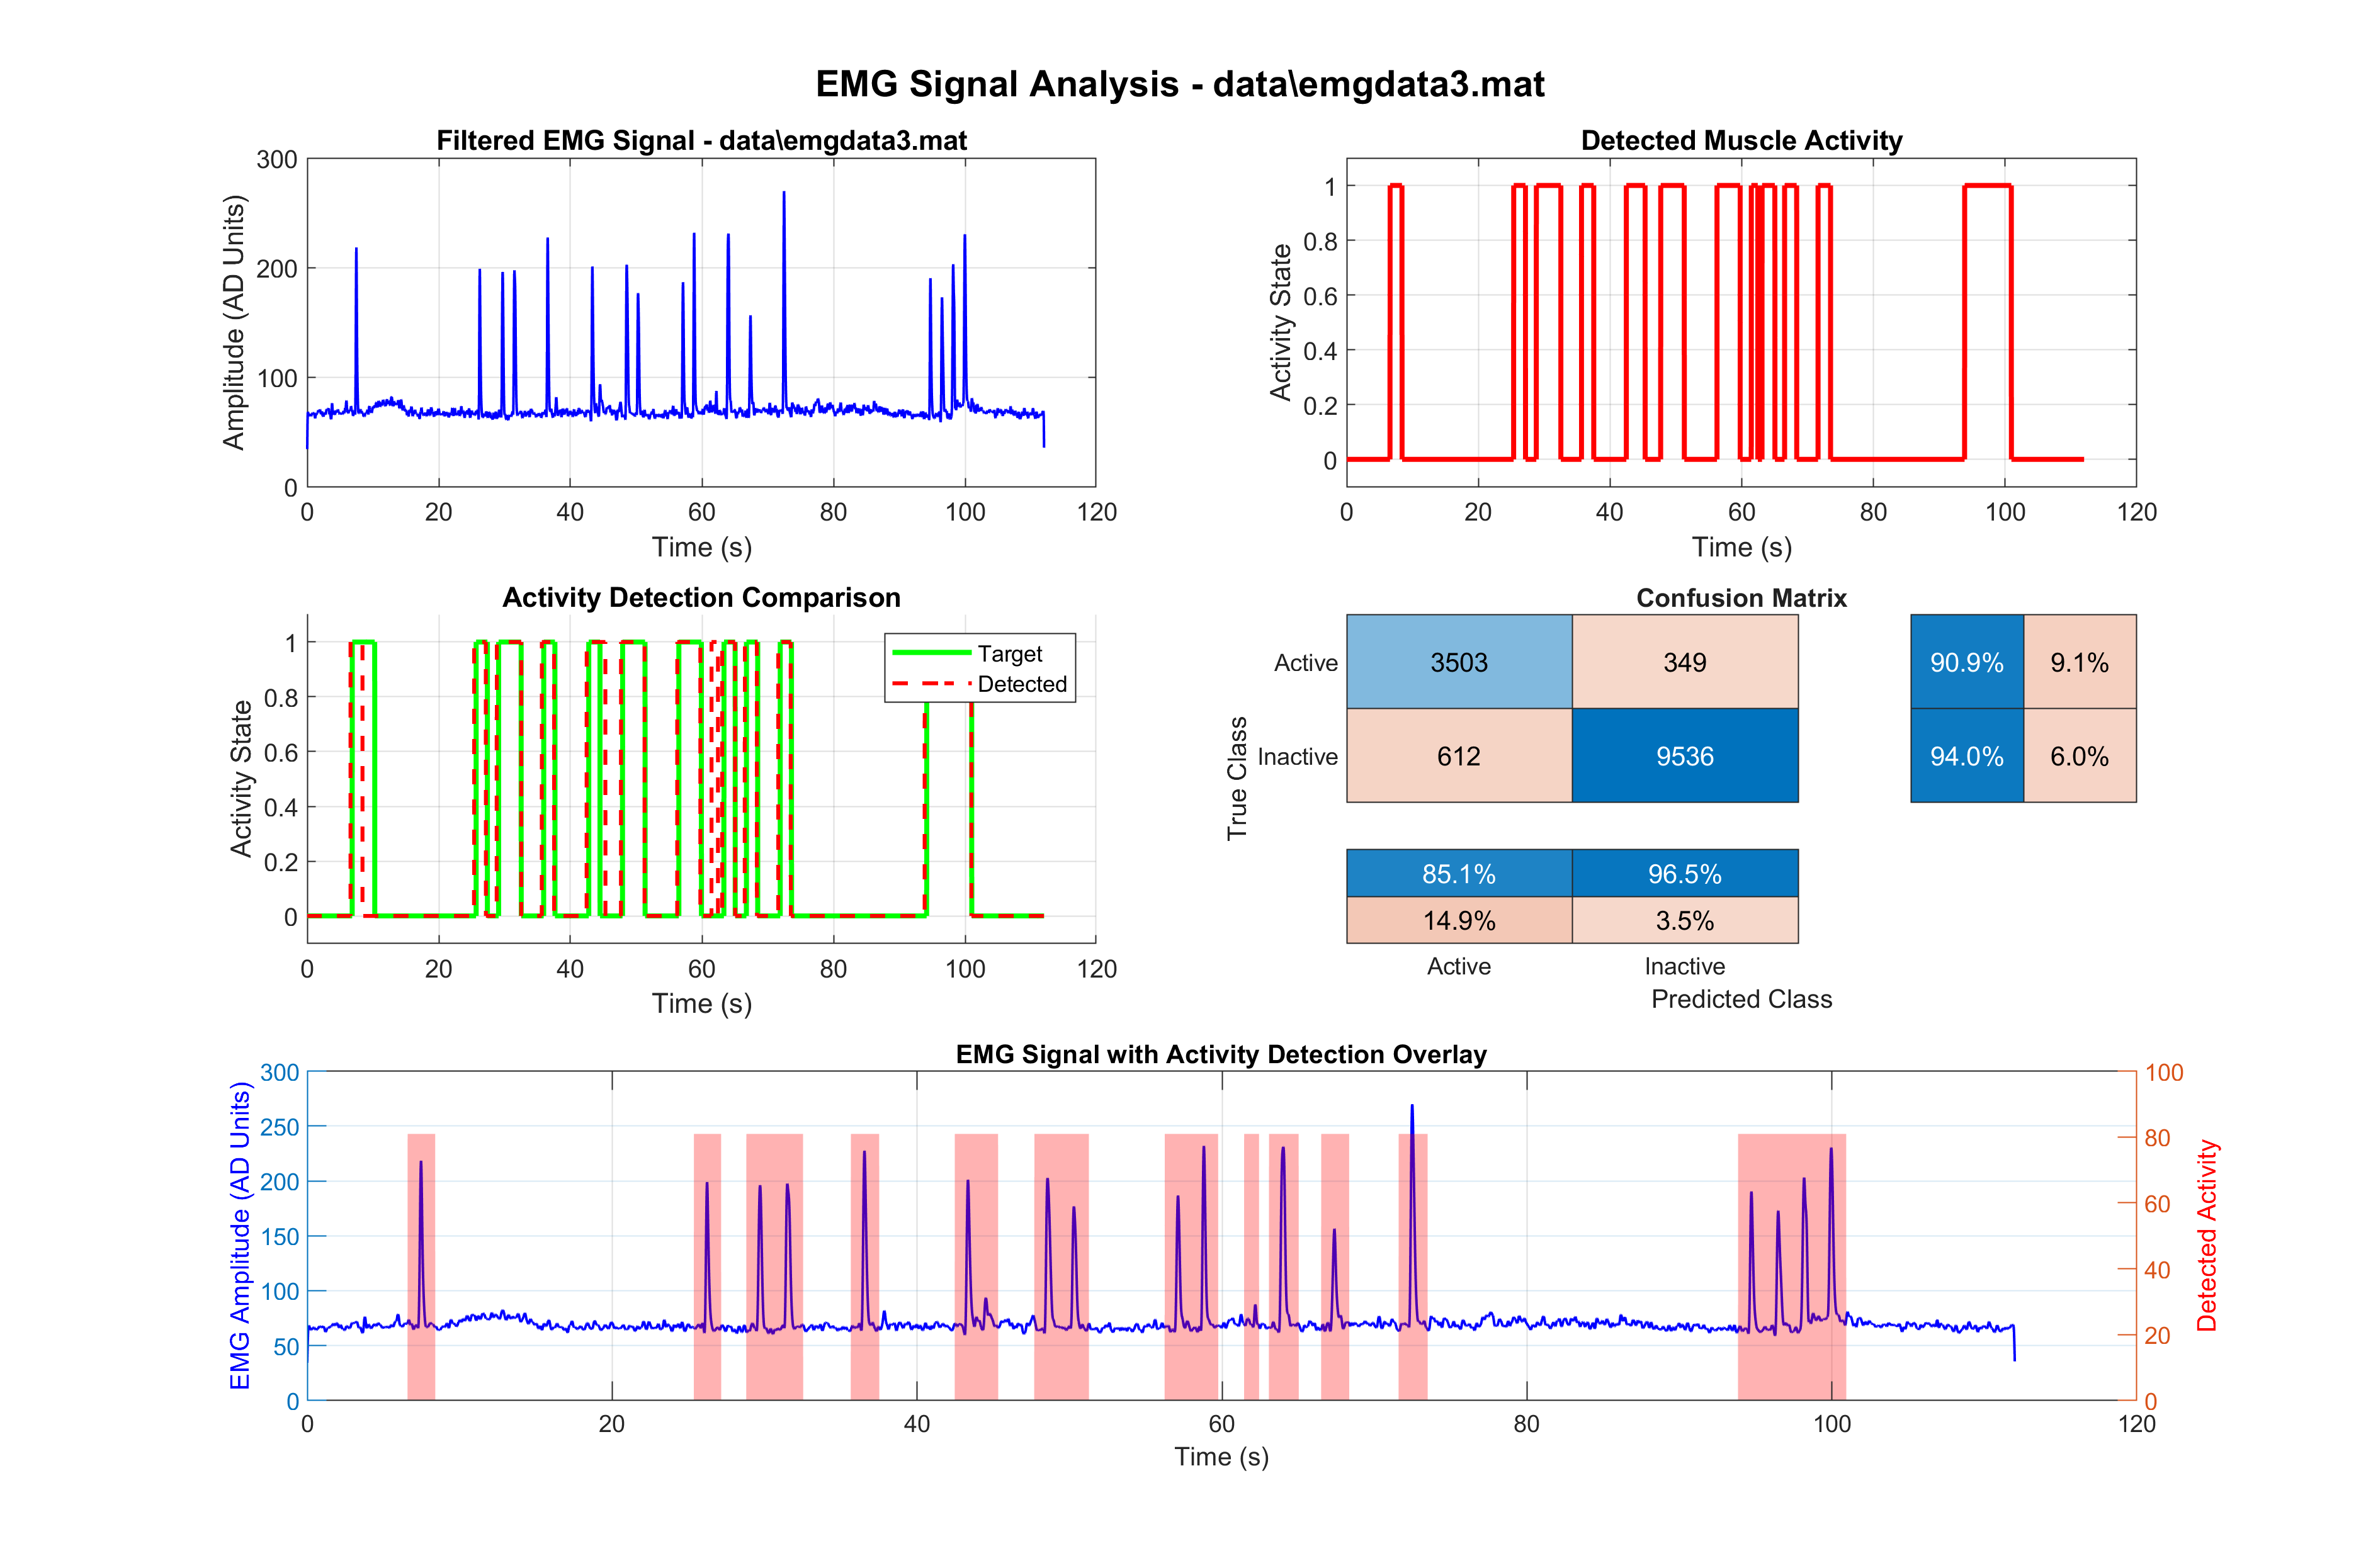 EMG Signal Analysis - data\emgdata3.mat
Filtered EMG Signal - data\emgdata3.mat
300
200
100
0
Amplitude (AD Units)
0 20 40 60 80 100 120
Time (s)
Detected Muscle Activity
1
0.8
0.6
0.4
0.2
0
Activity State
0 20 40 60 80 100 120
Time (s)
Activity Detection Comparison
1
0.8
0.6
0.4
0.2
0
Activity State
Target
Detected
0 20 40 60 80 100 120
Time (s)
Confusion Matrix
True Class
Active 3503 349 90.9% 9.1%
Inactive 612 9536 94.0% 6.0%
85.1% 96.5%
14.9% 3.5%
Active Inactive
Predicted Class
EMG Signal with Activity Detection Overlay
300
250
200
150
100
50
0
EMG Amplitude (AD Units)
100
80
60
40
20
0
Detected Activity
0 20 40 60 80 100 120
Time (s)